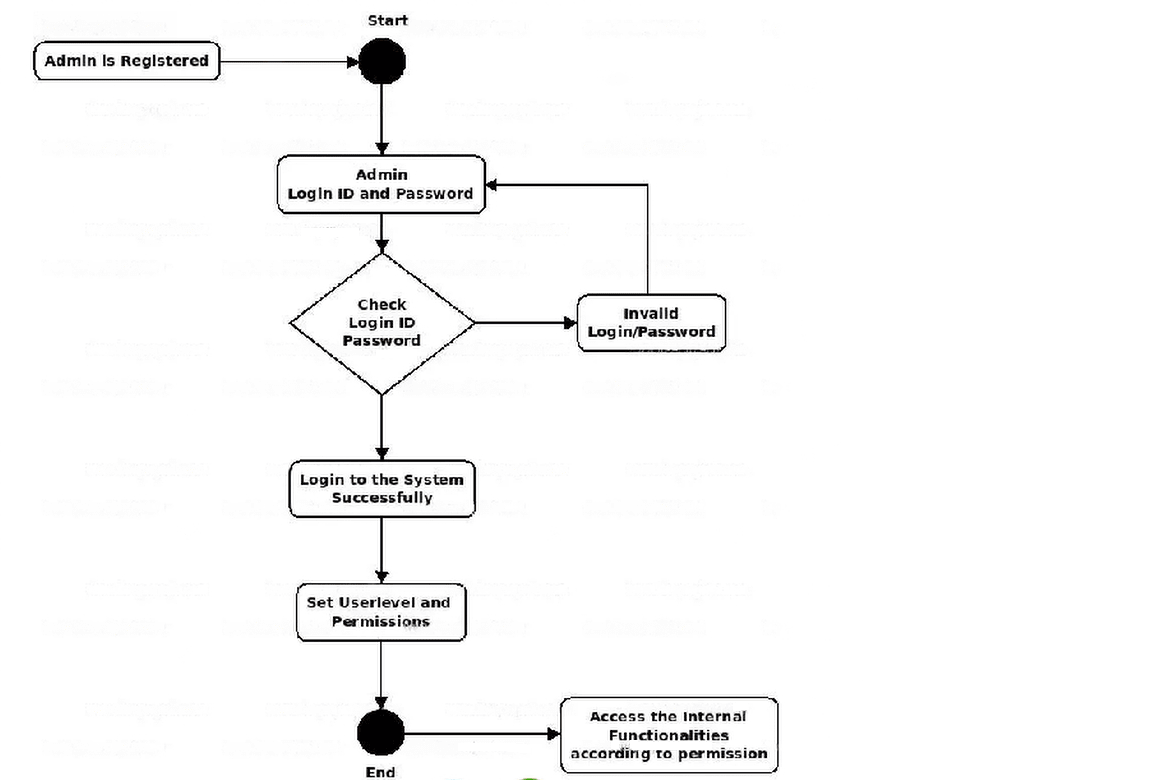 Start
Admin is Registered
Admin
Login ID and Password
Check
Login ID
Password
Invalid
Login/Password
Login to the System
Successfully
Set Userlevel and
Permissions
Access the Internal
Functionalities
according to permission
End